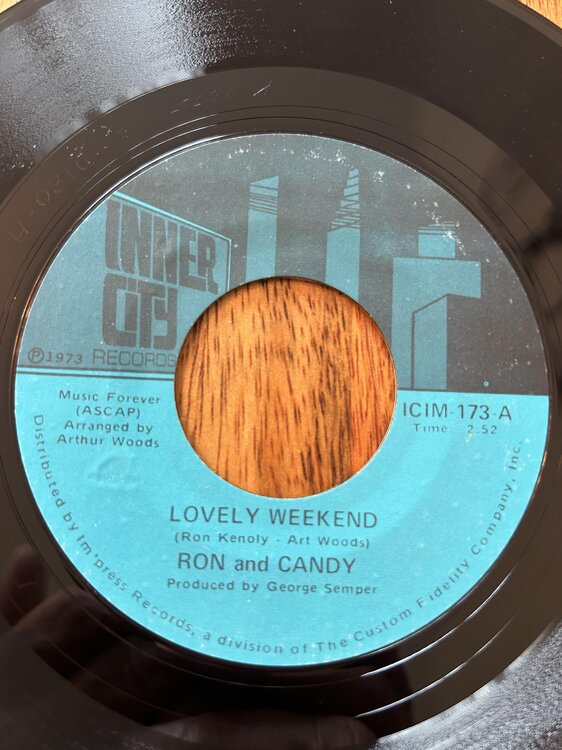 INNER
CITY
℗1973 RECORDS
Music Forever
(ASCAP)
Arranged by
Arthur Woods
ICIM-173-A
Time: 2:52
LOVELY WEEKEND
(Ron Kenoly - Art Woods)
RON and CANDY
Produced by George Semper
Distributed by Im'press Records, a division of The Custom Fidelity Company, Inc.